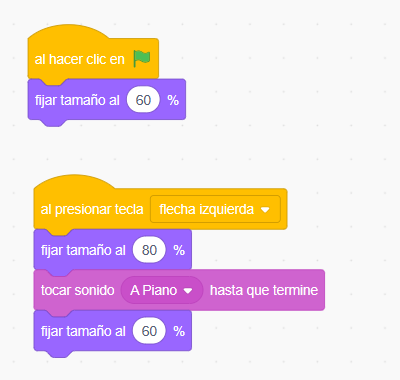 al hacer clic en
fijar tamaño al 60 %
al presionar tecla flecha izquierda
fijar tamaño al 80 %
tocar sonido A Piano hasta que termine
fijar tamaño al 60 %